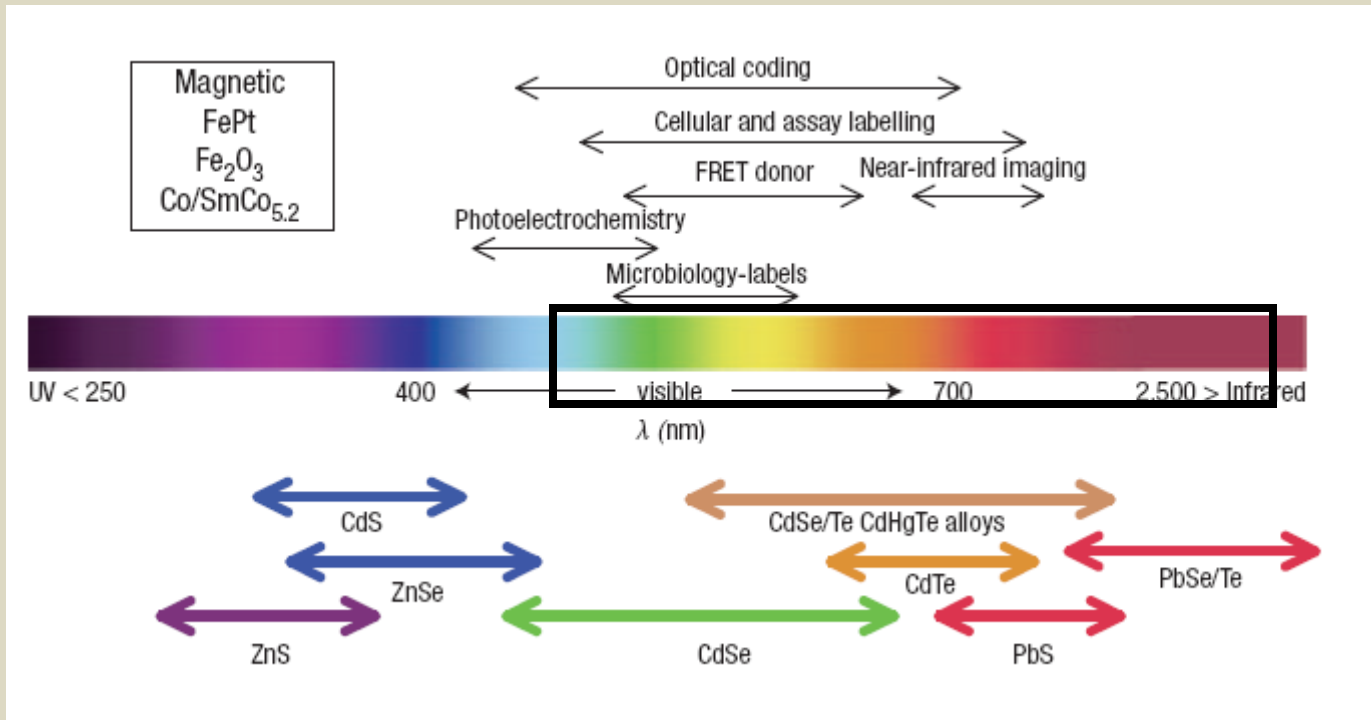 Magnetic
FePt
Fe₂O₃
Co/SmCo₅.₂
Optical coding
Cellular and assay labelling
FRET donor
Near-infrared imaging
Photoelectrochemistry
Microbiology-labels
UV < 250 400 visible 700 2,500 > Infrared
λ (nm)
CdS
CdSe/Te CdHgTe alloys
ZnSe
CdTe
PbSe/Te
ZnS
CdSe
PbS